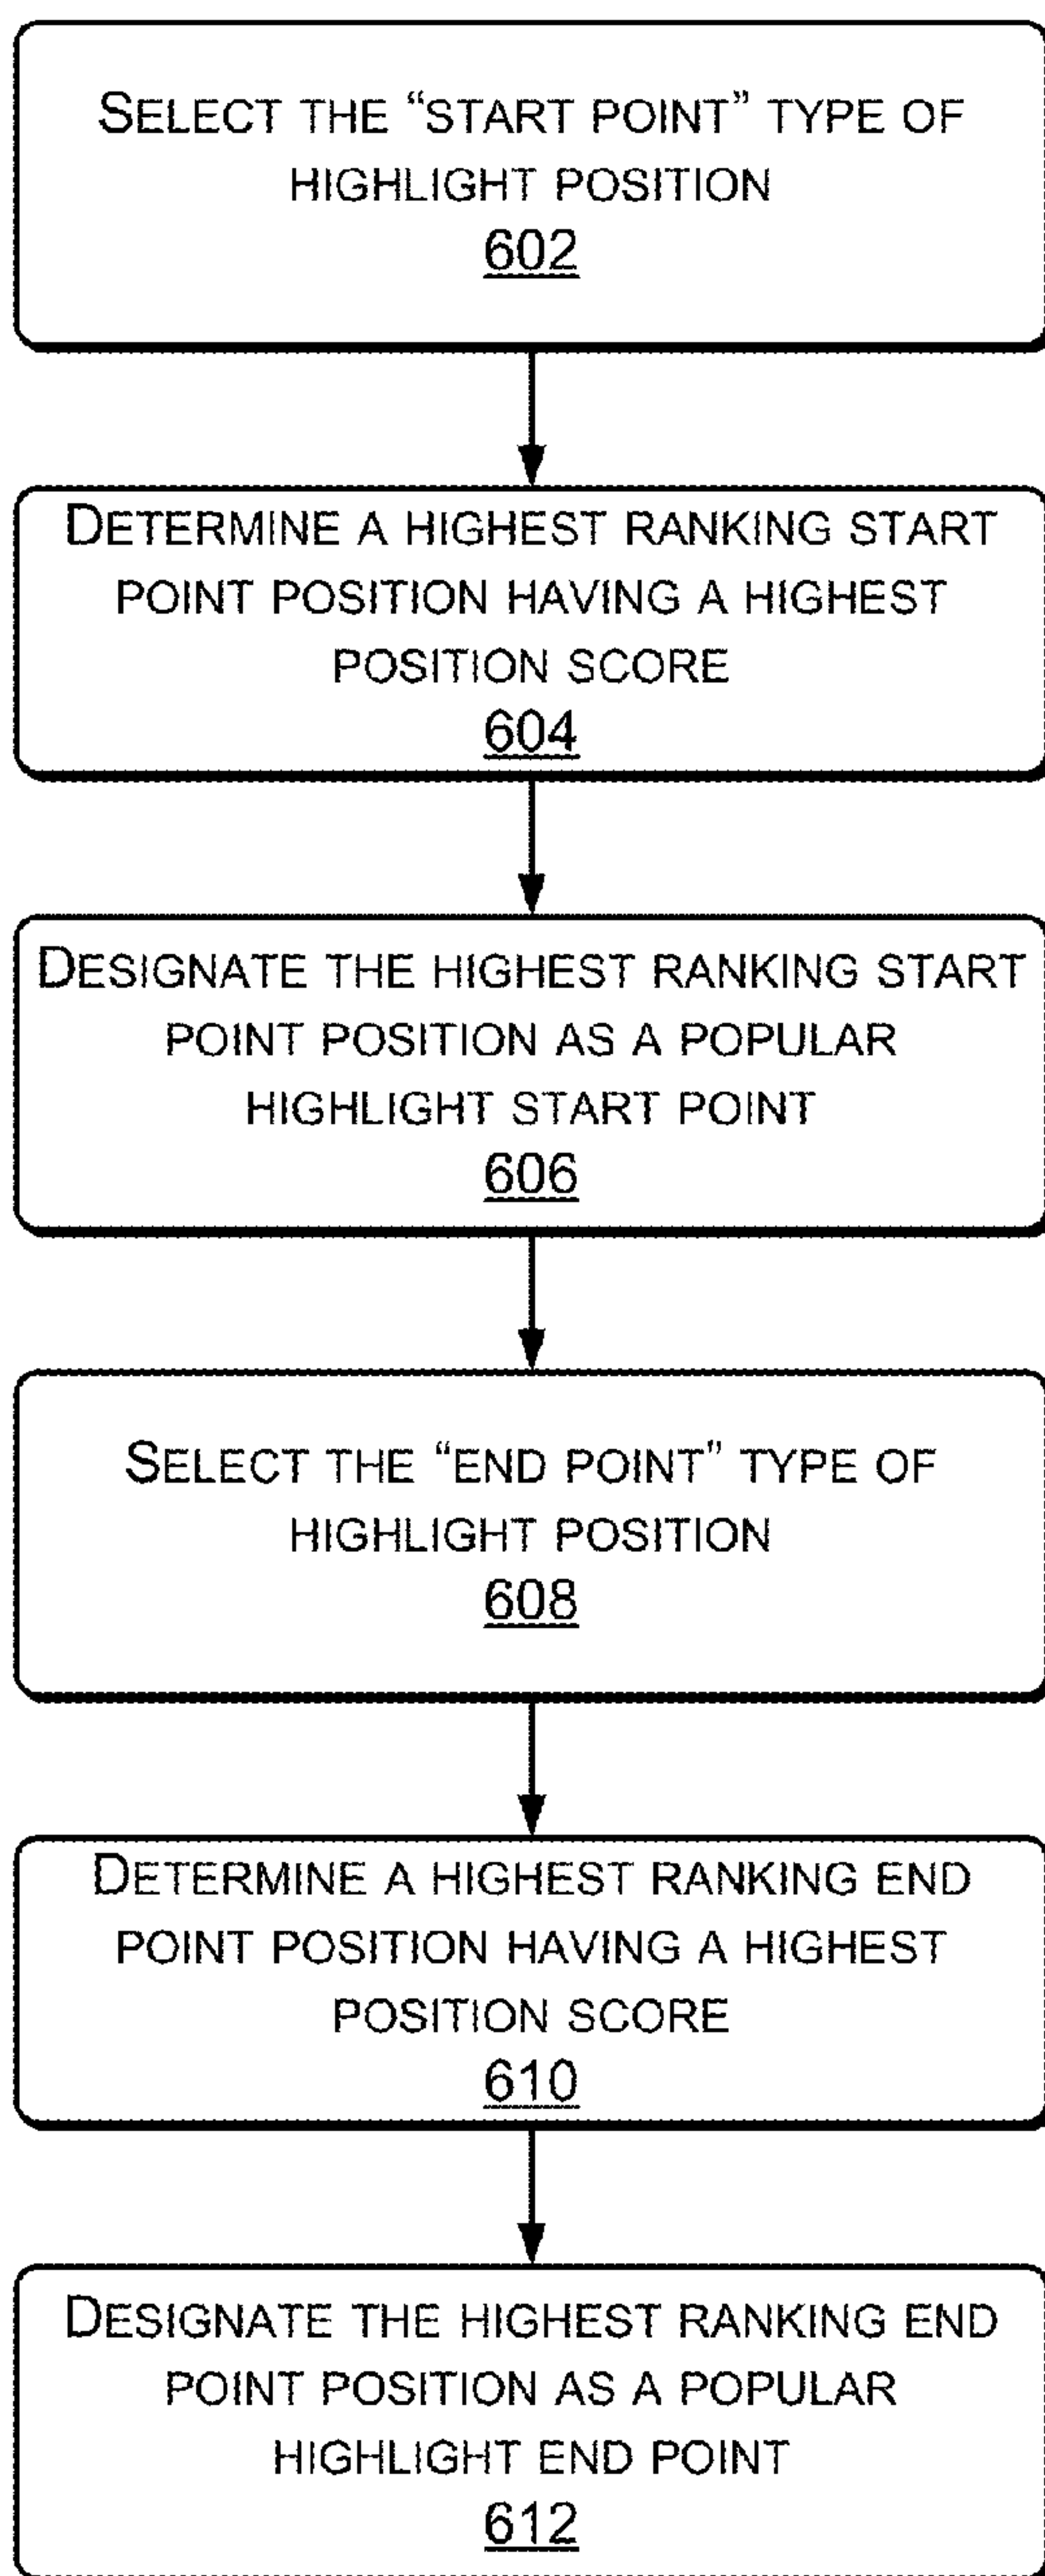 SELECT THE “START POINT” TYPE OF
HIGHLIGHT POSITION
602
DETERMINE A HIGHEST RANKING START
POINT POSITION HAVING A HIGHEST
POSITION SCORE
604
DESIGNATE THE HIGHEST RANKING START
POINT POSITION AS A POPULAR
HIGHLIGHT START POINT
606
SELECT THE “END POINT” TYPE OF
HIGHLIGHT POSITION
608
DETERMINE A HIGHEST RANKING END
POINT POSITION HAVING A HIGHEST
POSITION SCORE
610
DESIGNATE THE HIGHEST RANKING END
POINT POSITION AS A POPULAR
HIGHLIGHT END POINT
612